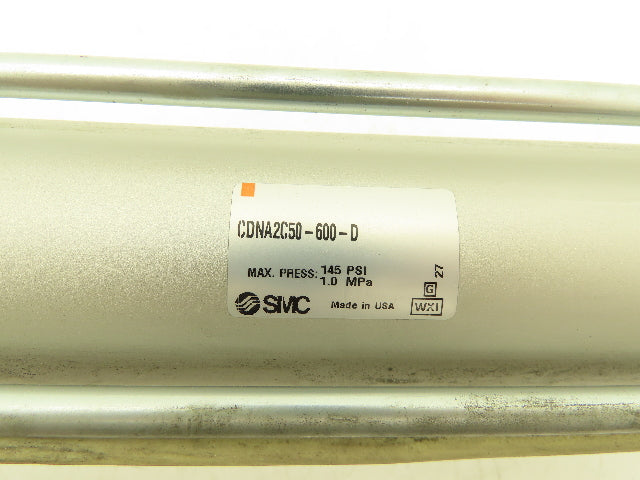 CDNA2C50-600-D
MAX. PRESS: 145 PSI
1.0 MPa
SMC Made in USA
G 27
WXI